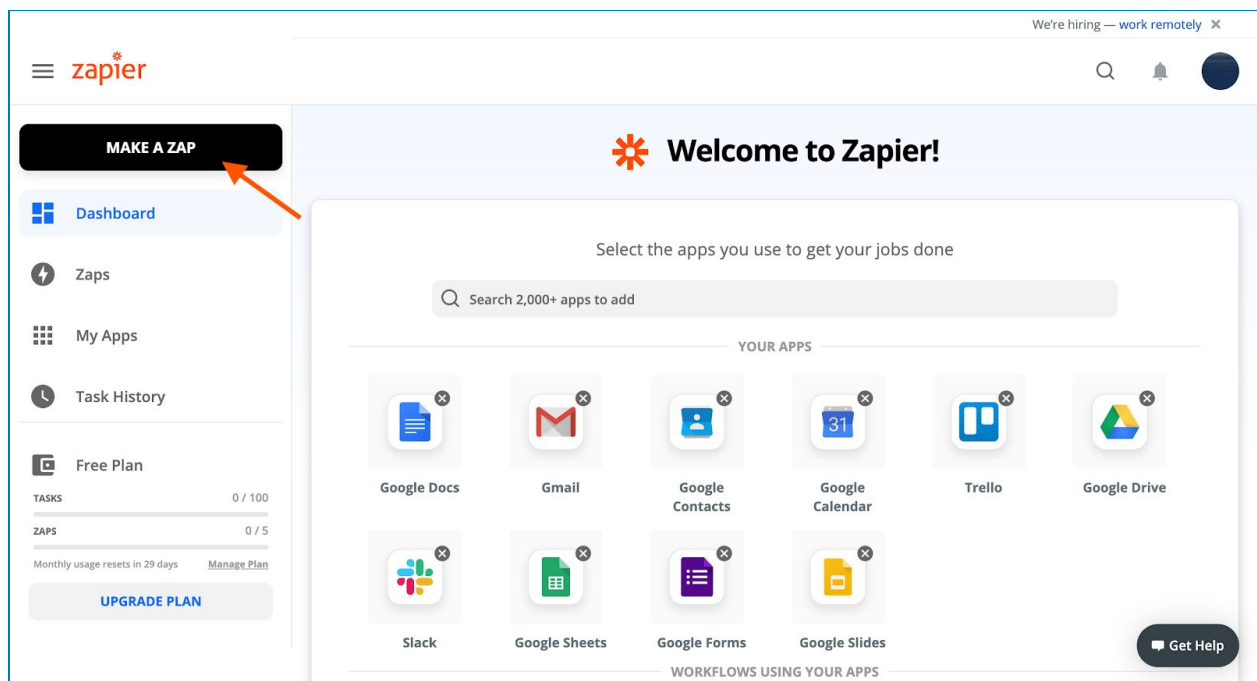 We're hiring — work remotely ×
zapier
MAKE A ZAP
Dashboard
Zaps
My Apps
Task History
Free Plan
TASKS 0 / 100
ZAPS 0 / 5
Monthly usage resets in 29 days Manage Plan
UPGRADE PLAN
Welcome to Zapier!
Select the apps you use to get your jobs done
Search 2,000+ apps to add
YOUR APPS
Google Docs
Gmail
Google
Contacts
31
Google
Calendar
Trello
Google Drive
Slack
Google Sheets
Google Forms
Google Slides
WORKFLOWS USING YOUR APPS
Get Help